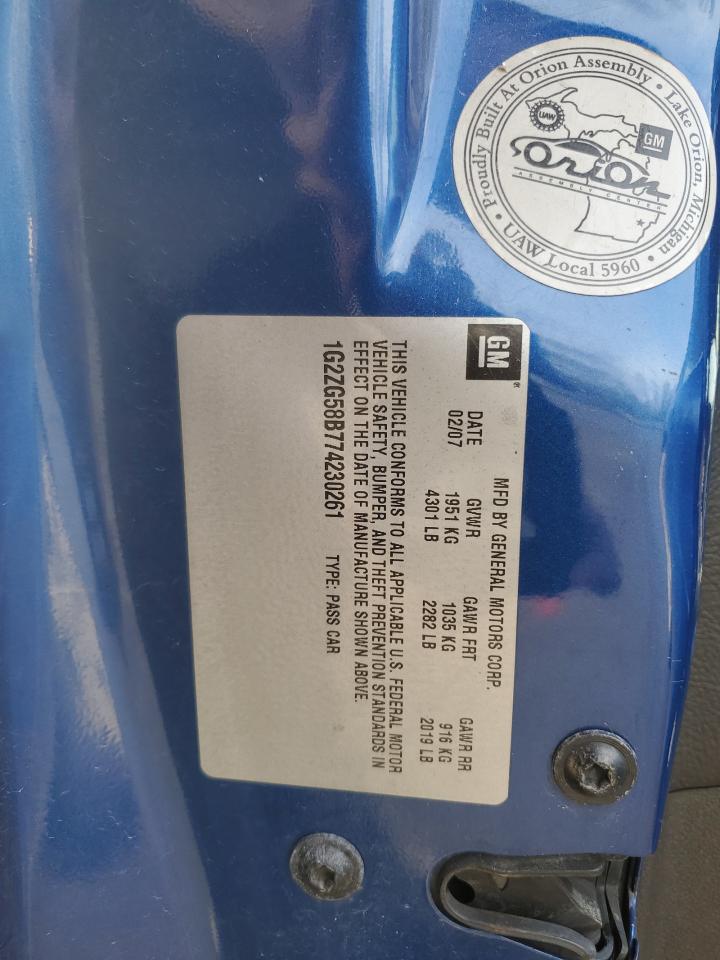 Proudly Built At Orion Assembly • Lake Orion, Michigan •
UAW
GM
Orion
ASSEMBLY CENTER
UAW Local 5960 •
GM
MFD BY GENERAL MOTORS CORP.
DATE GVWR GAWR FRT GAWR RR
02/07 1951 KG 1035 KG 916 KG
4301 LB 2282 LB 2019 LB
THIS VEHICLE CONFORMS TO ALL APPLICABLE U.S. FEDERAL MOTOR
VEHICLE SAFETY, BUMPER, AND THEFT PREVENTION STANDARDS IN
EFFECT ON THE DATE OF MANUFACTURE SHOWN ABOVE.
1G2ZG58B774230261 TYPE: PASS CAR